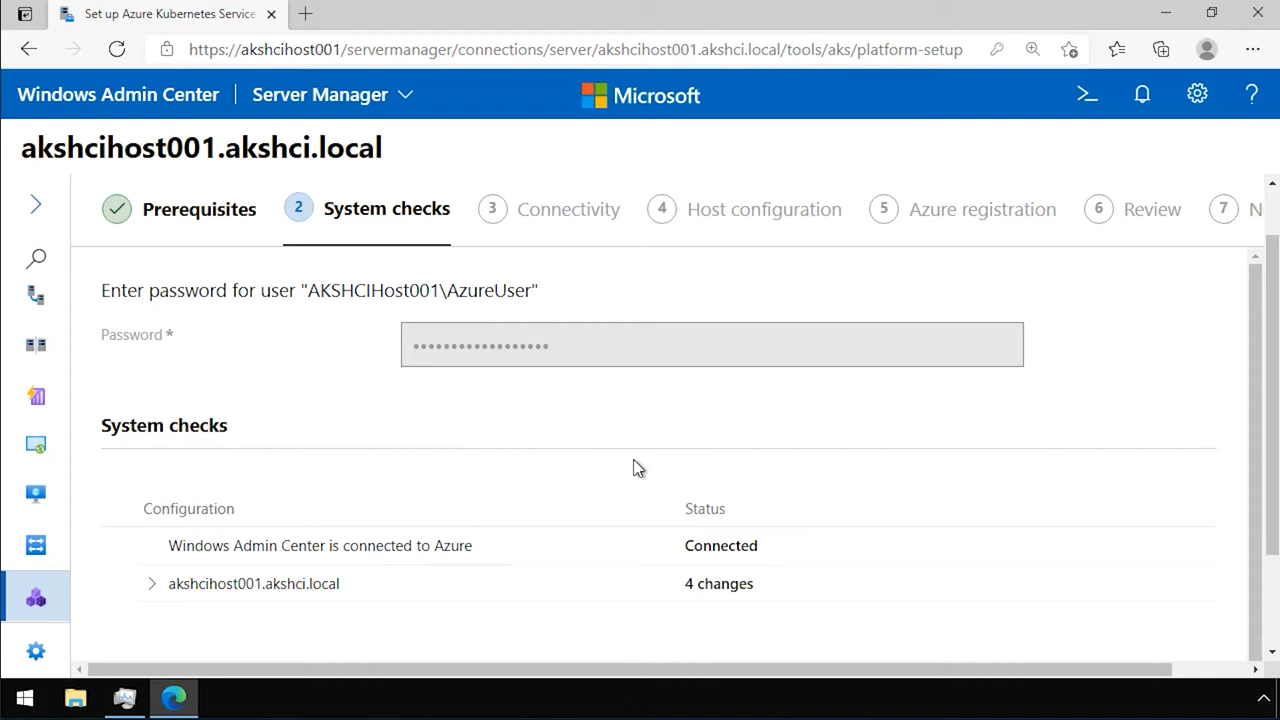 Set up Azure Kubernetes Service
https://akshcihost001/servermanager/connections/server/akshcihost001.akshci.local/tools/aks/platform-setup
Windows Admin Center | Server Manager
Microsoft
?
akshcihost001.akshci.local
Prerequisites
2 System checks
3 Connectivity
4 Host configuration
5 Azure registration
6 Review
7 N
Enter password for user "AKSHCIHost001\AzureUser"
Password *
••••••••••••••••••
System checks
Configuration Status
Windows Admin Center is connected to Azure Connected
akshcihost001.akshci.local 4 changes